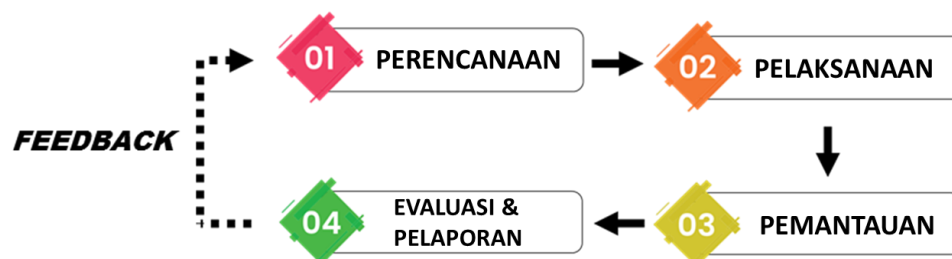 01 PERENCANAAN
02 PELAKSANAAN
FEEDBACK
04 EVALUASI &
PELAPORAN
03 PEMANTAUAN